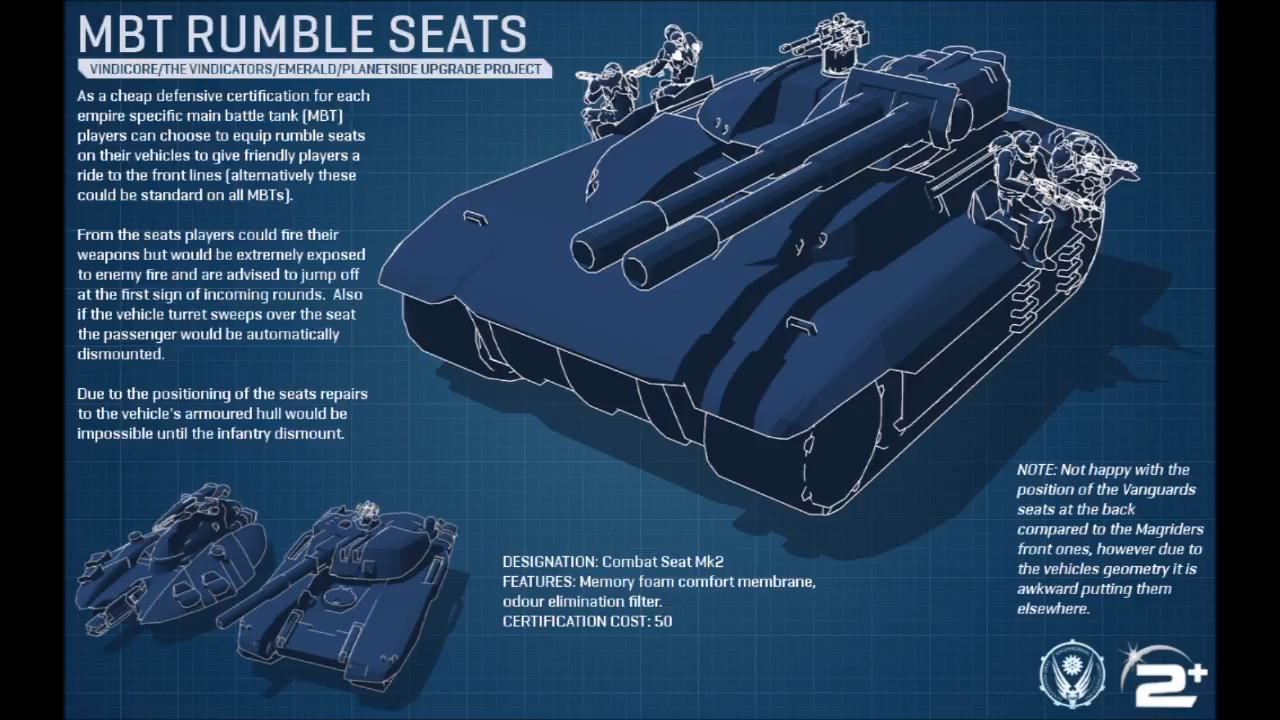 MBT RUMBLE SEATS
VINDICORE/THE VINDICATORS/EMERALD/PLANETSIDE UPGRADE PROJECT
As a cheap defensive certification for each
empire specific main battle tank (MBT)
players can choose to equip rumble seats
on their vehicles to give friendly players a
ride to the front lines (alternatively these
could be standard on all MBTs).
From the seats players could fire their
weapons but would be extremely exposed
to enemy fire and are advised to jump off
at the first sign of incoming rounds. Also
if the vehicle turret sweeps over the seat
the passenger would be automatically
dismounted.
Due to the positioning of the seats repairs
to the vehicle's armoured hull would be
impossible until the infantry dismount.
DESIGNATION: Combat Seat Mk2
FEATURES: Memory foam comfort membrane,
odour elimination filter.
CERTIFICATION COST: 50
NOTE: Not happy with the
position of the Vanguards
seats at the back
compared to the Magriders
front ones, however due to
the vehicles geometry it is
awkward putting them
elsewhere.
2+